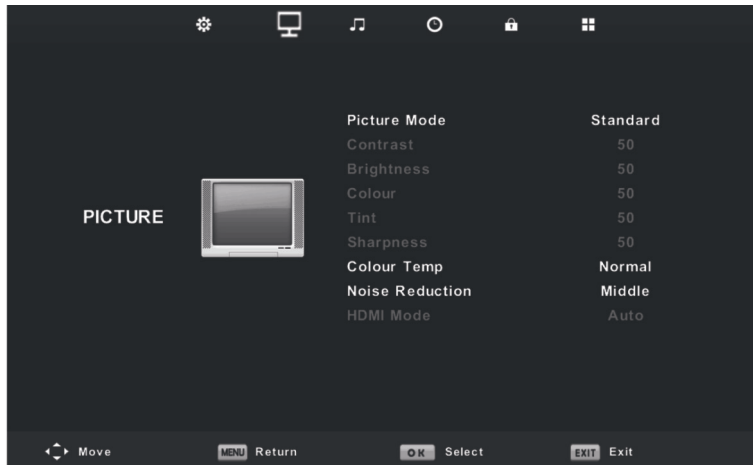 Picture Mode Standard
Contrast 50
Brightness 50
Colour 50
Tint 50
PICTURE
Sharpness 50
Colour Temp Normal
Noise Reduction Middle
HDMI Mode Auto
Move MENU Return OK Select EXIT Exit